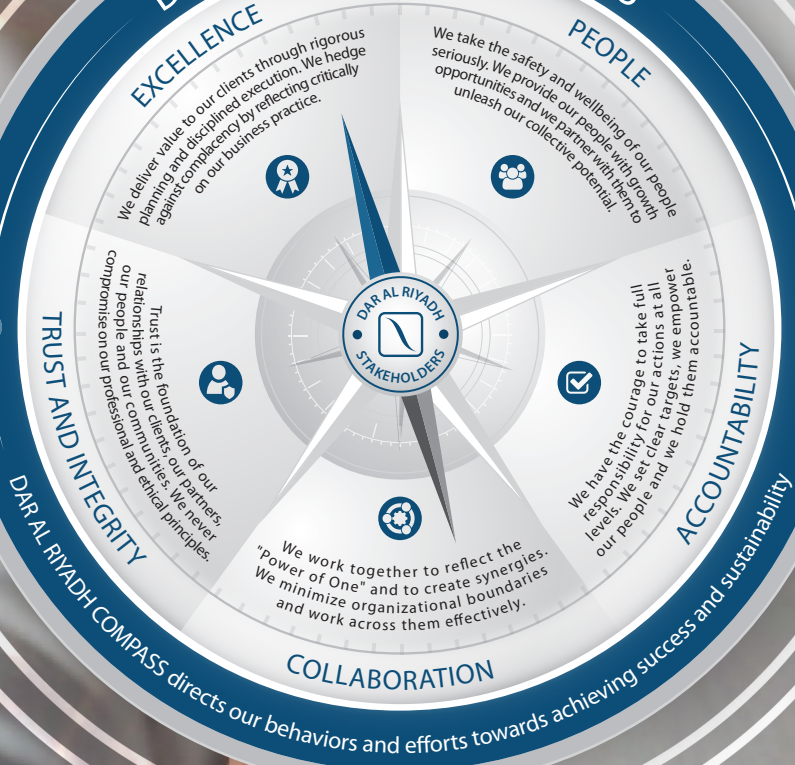 EXCELLENCE
We deliver value to our clients through rigorous
planning and disciplined execution. We hedge
against complacency by reflecting critically
on our business practice.
PEOPLE
We take the safety and wellbeing of our people
seriously. We provide our people with growth
opportunities and we partner with them to
unleash our collective potential.
ACCOUNTABILITY
We have the courage to take full
responsibility for our actions at all
levels. We set clear targets, we empower
our people and we hold them accountable.
COLLABORATION
We work together to reflect the
"Power of One" and to create synergies.
We minimize organizational boundaries
and work across them effectively.
TRUST AND INTEGRITY
Trust is the foundation of our
relationships with our clients, our partners,
our people and our communities. We never
compromise on our professional and ethical principles.
DAR AL RIYADH
STAKEHOLDERS
DAR AL RIYADH COMPASS directs our behaviors and efforts towards achieving success and sustainability